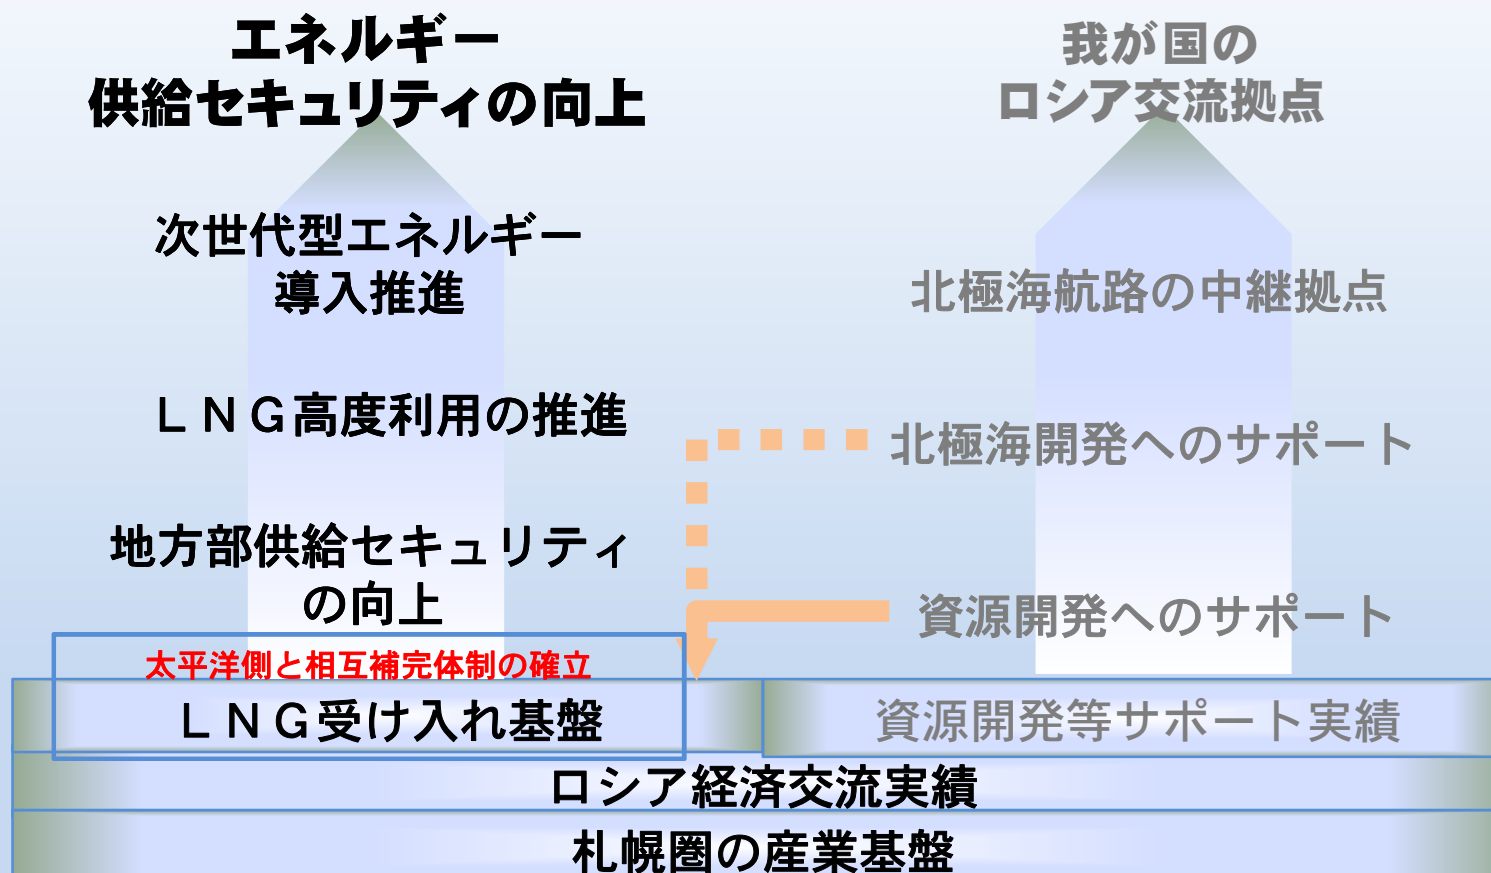 エネルギー
供給セキュリティの向上
次世代型エネルギー
導入推進
ＬＮＧ高度利用の推進
地方部供給セキュリティ
の向上
太平洋側と相互補完体制の確立
ＬＮＧ受け入れ基盤
我が国の
ロシア交流拠点
北極海航路の中継拠点
北極海開発へのサポート
資源開発へのサポート
資源開発等サポート実績
ロシア経済交流実績
札幌圏の産業基盤